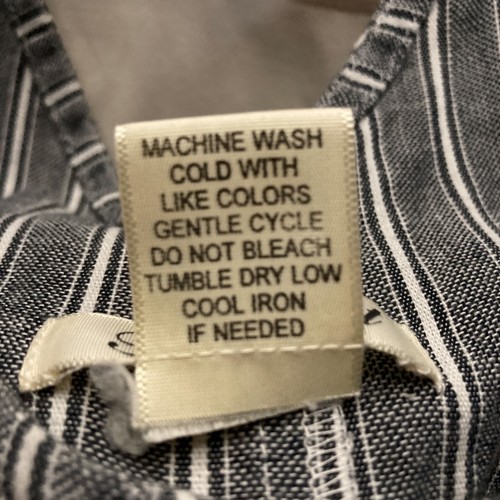 MACHINE WASH
COLD WITH
LIKE COLORS
GENTLE CYCLE
DO NOT BLEACH
TUMBLE DRY LOW
COOL IRON
IF NEEDED